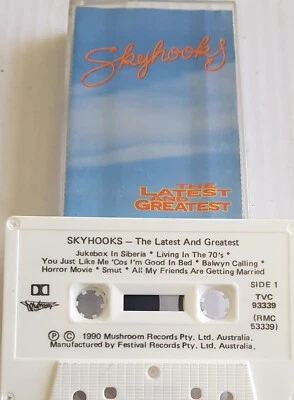 Skyhooks
THE
LATEST
AND
GREATEST
SKYHOOKS — The Latest And Greatest
Jukebox In Siberia * Living In The 70's *
You Just Like Me 'Cos I'm Good In Bed * Balwyn Calling *
Horror Movie * Smut * All My Friends Are Getting Married
SIDE 1
TVC
93339
(RMC
53339)
Mushroom
Ⓟ © 1990 Mushroom Records Pty. Ltd, Australia.
Manufactured by Festival Records Pty. Ltd, Australia.